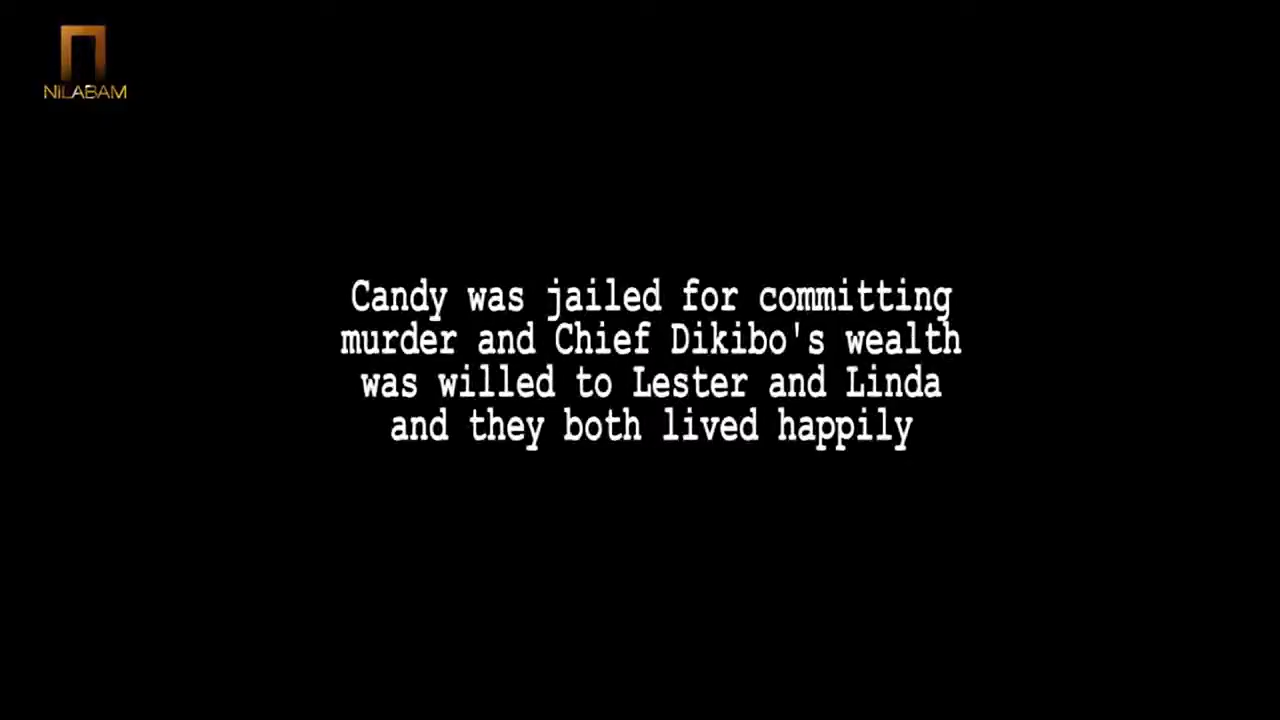 NILABAM
Candy was jailed for committing
murder and Chief Dikibo's wealth
was willed to Lester and Linda
and they both lived happily